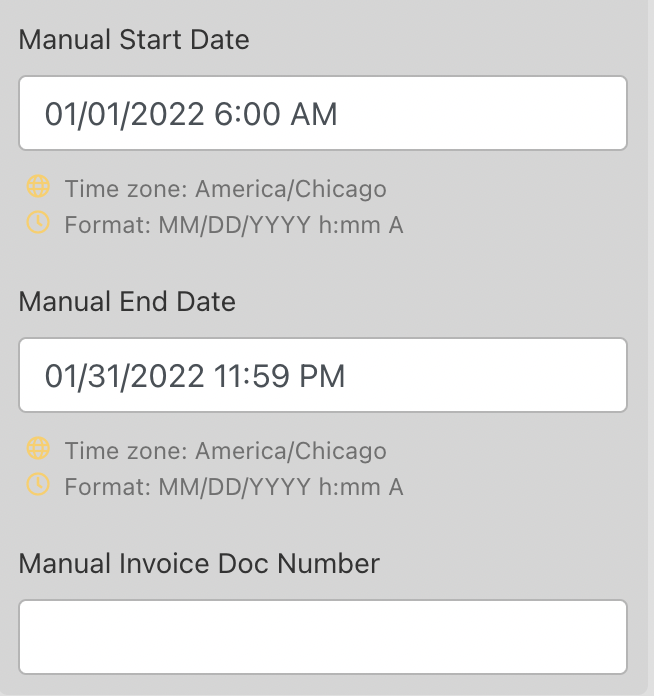 Manual Start Date
01/01/2022 6:00 AM
Time zone: America/Chicago
Format: MM/DD/YYYY h:mm A
Manual End Date
01/31/2022 11:59 PM
Time zone: America/Chicago
Format: MM/DD/YYYY h:mm A
Manual Invoice Doc Number